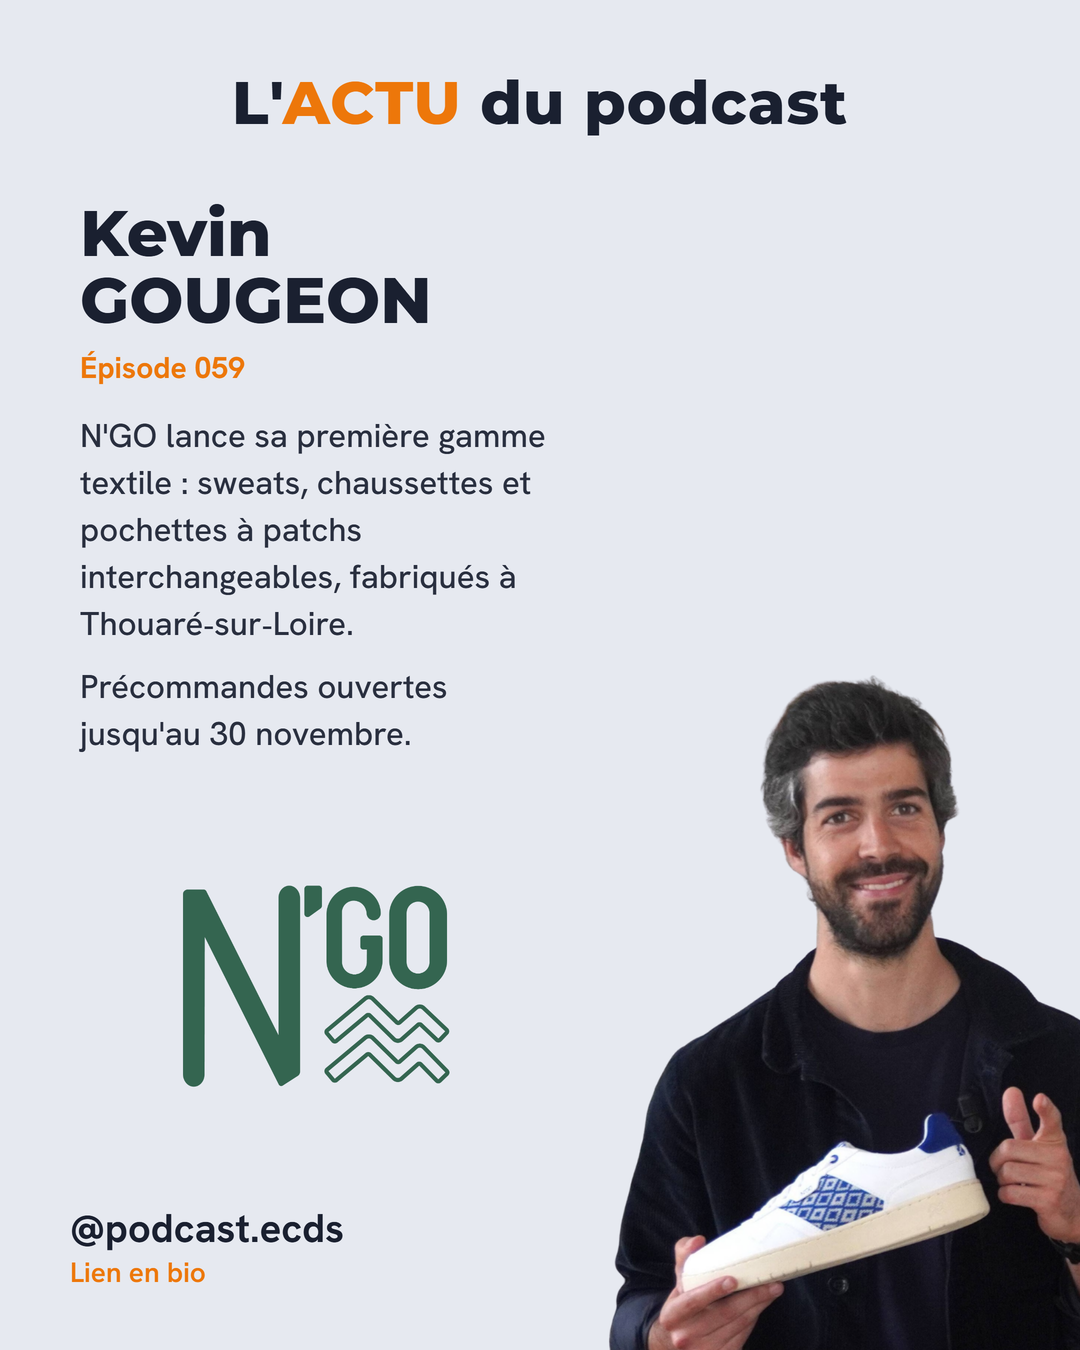 L'ACTU du podcast
Kevin
GOUGEON
Épisode 059
N'GO lance sa première gamme
textile : sweats, chaussettes et
pochettes à patchs
interchangeables, fabriqués à
Thouaré-sur-Loire.
Précommandes ouvertes
jusqu'au 30 novembre.
N'GO
@podcast.ecds
Lien en bio